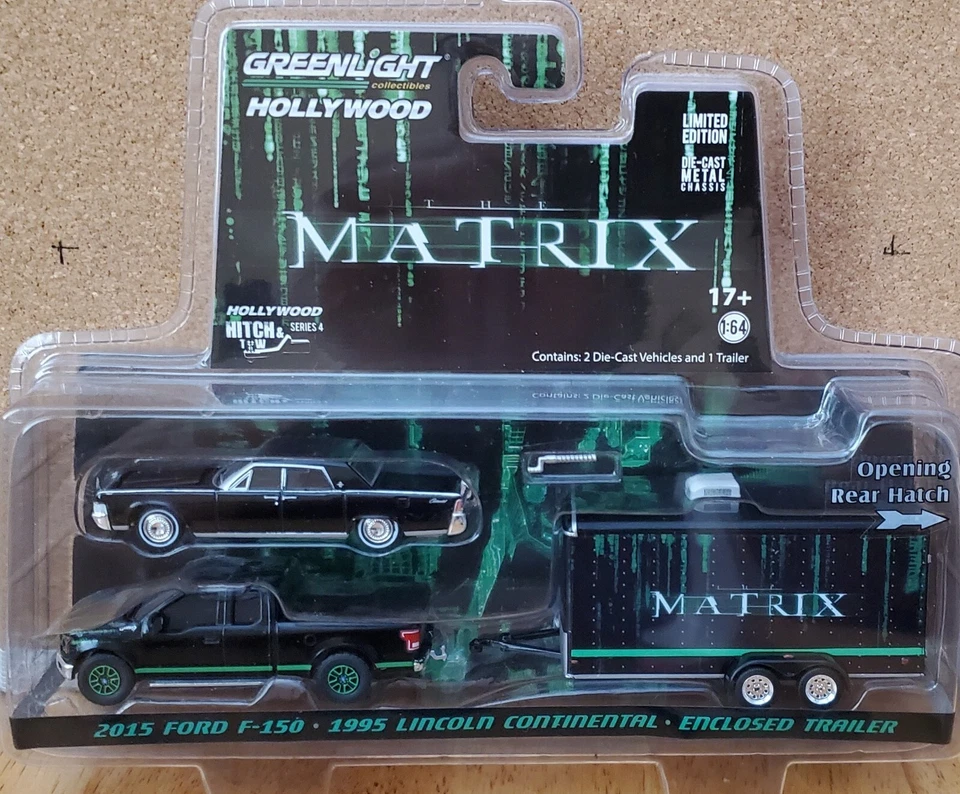 GREENLiGHT®
collectibles
HOLLYWOOD
LIMITED
EDITION
DIE-CAST
METAL
CHASSIS
THE
MATRIX
17+
1:64
HOLLYWOOD
HITCH &
TOW
SERIES 4
Contains: 2 Die-Cast Vehicles and 1 Trailer
Opening
Rear Hatch
MATRIX
2015 FORD F-150 • 1995 LINCOLN CONTINENTAL • ENCLOSED TRAILER